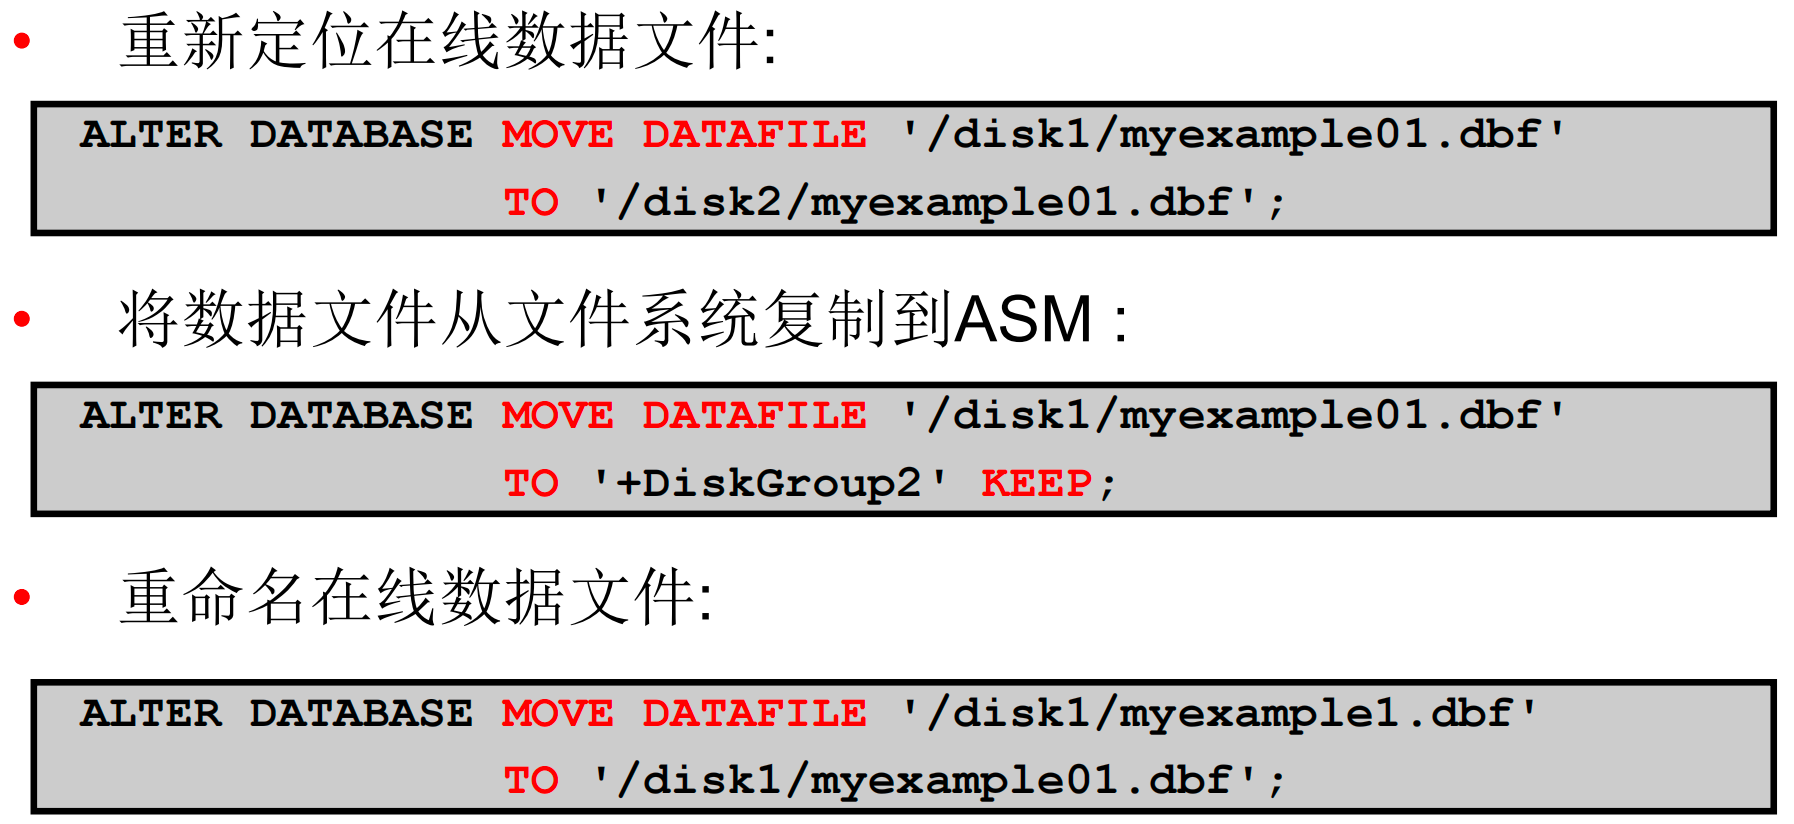 • 重新定位在线数据文件:
ALTER DATABASE MOVE DATAFILE '/disk1/myexample01.dbf'
TO '/disk2/myexample01.dbf';
• 将数据文件从文件系统复制到ASM :
ALTER DATABASE MOVE DATAFILE '/disk1/myexample01.dbf'
TO '+DiskGroup2' KEEP;
• 重命名在线数据文件:
ALTER DATABASE MOVE DATAFILE '/disk1/myexample1.dbf'
TO '/disk1/myexample01.dbf';